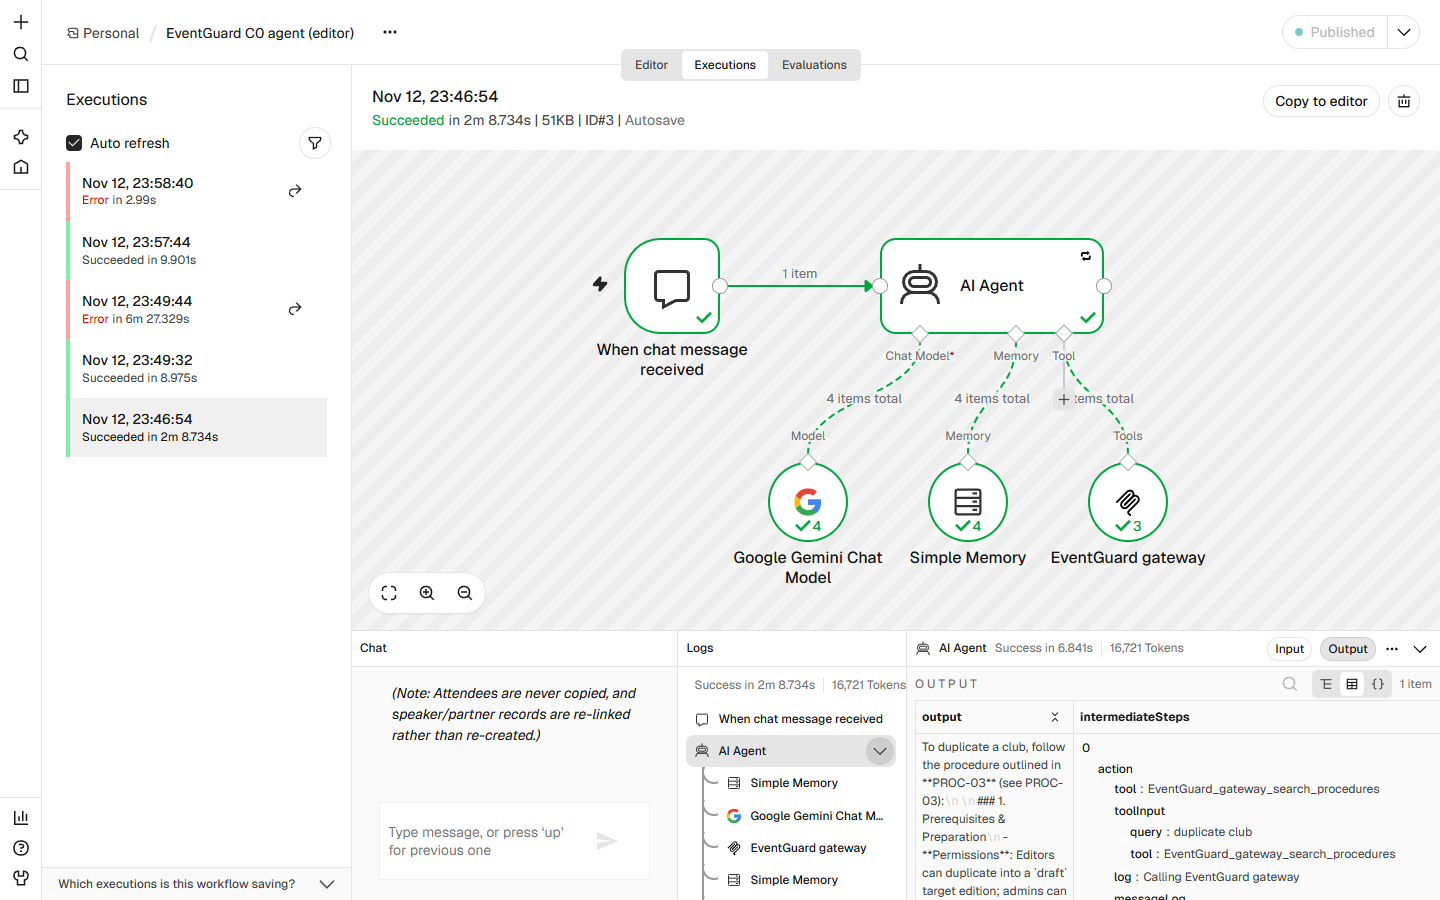 Personal / EventGuard C0 agent (editor)
Published
Editor Executions Evaluations
Executions
Auto refresh
Nov 12, 23:58:40
Error in 2.99s
Nov 12, 23:57:44
Succeeded in 9.901s
Nov 12, 23:49:44
Error in 6m 27.329s
Nov 12, 23:49:32
Succeeded in 8.975s
Nov 12, 23:46:54
Succeeded in 2m 8.734s
Which executions is this workflow saving?
Nov 12, 23:46:54
Succeeded in 2m 8.734s | 51KB | ID#3 | Autosave
Copy to editor
1 item
AI Agent
When chat message
received
Chat Model*
Memory
Tool
4 items total
4 items total
items total
Model
Memory
Tools
4
4
3
Google Gemini Chat
Model
Simple Memory
EventGuard gateway
Chat
(Note: Attendees are never copied, and
speaker/partner records are re-linked
rather than re-created.)
Type message, or press ‘up’
for previous one
Logs
Success in 2m 8.734s | 16,721 Tokens
When chat message received
AI Agent
Simple Memory
Google Gemini Chat M...
EventGuard gateway
Simple Memory
AI Agent Success in 6.841s | 16,721 Tokens
Input
Output
OUTPUT
1 item
output
To duplicate a club, follow
the procedure outlined in
**PROC-03** (see PROC-
03):\n \n### 1.
Prerequisites &
Preparation\n-
**Permissions**: Editors
can duplicate into a `draft`
target edition; admins can
intermediateSteps
0
action
tool : EventGuard_gateway_search_procedures
toolInput
query : duplicate club
tool : EventGuard_gateway_search_procedures
log : Calling EventGuard gateway
messageLog